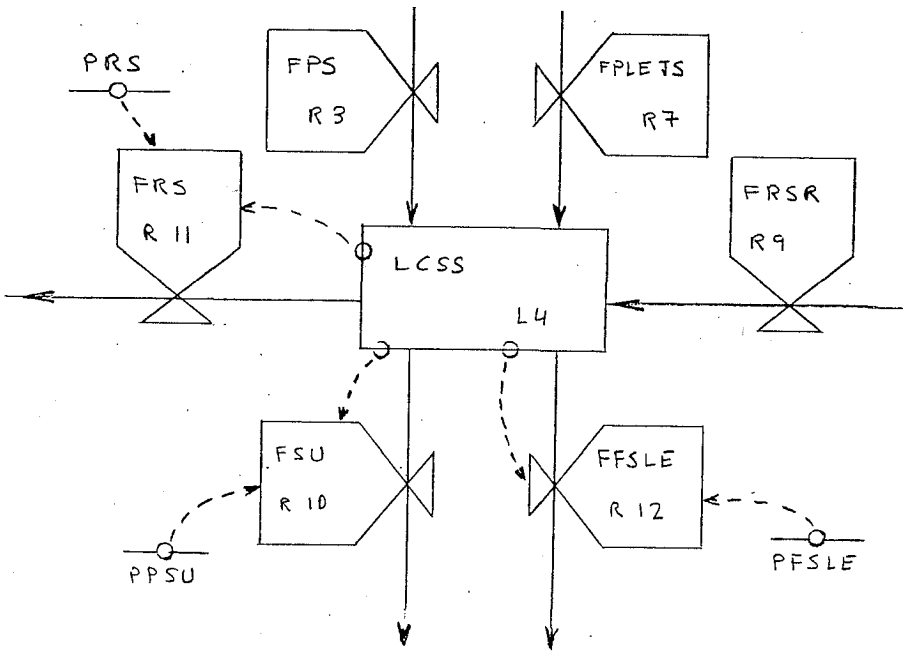 PRS
FPS
R3
FPLETS
R7
FRS
R 11
FRSR
R9
LCSS
L4
FSU
R 10
FFSLE
R 12
PPSU
PFSLE